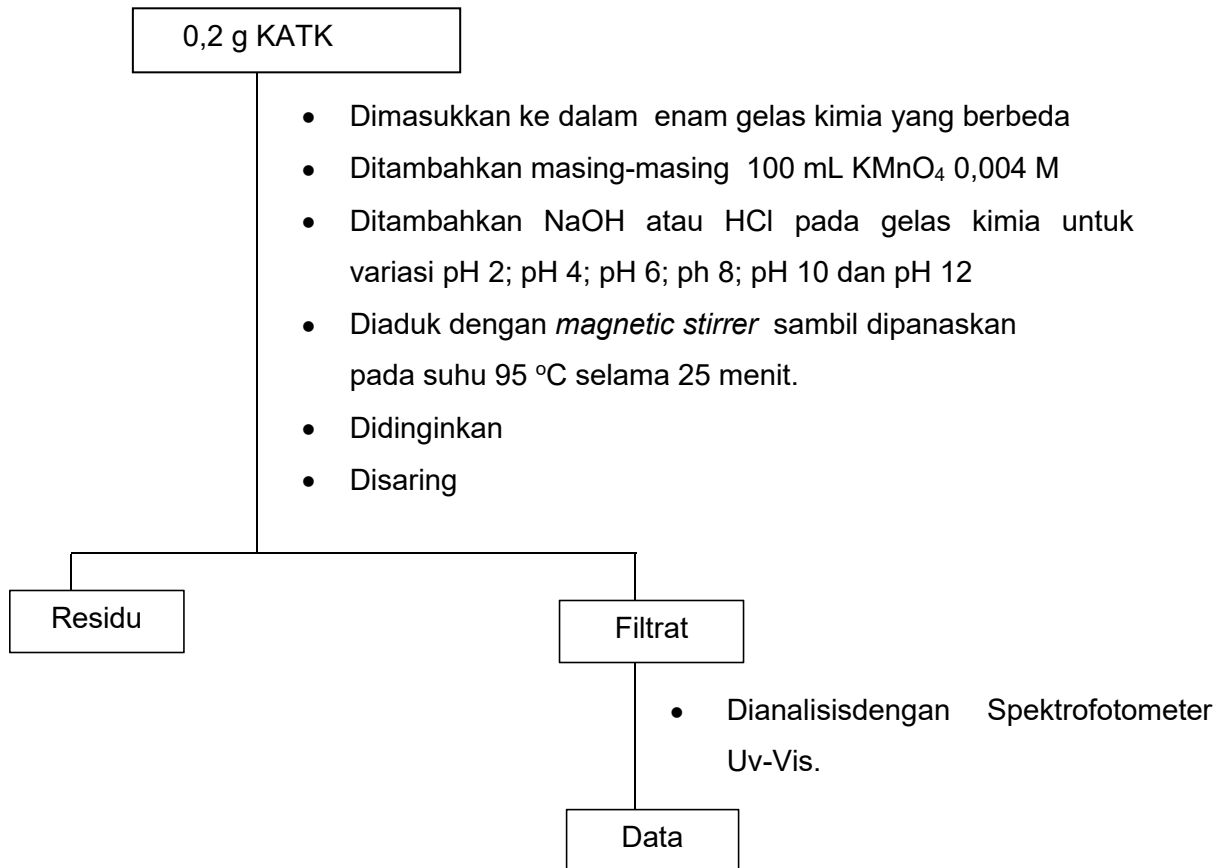 0,2 g KATK
• Dimasukkan ke dalam enam gelas kimia yang berbeda
• Ditambahkan masing-masing 100 mL KMnO₄ 0,004 M
• Ditambahkan NaOH atau HCl pada gelas kimia untuk
variasi pH 2; pH 4; pH 6; ph 8; pH 10 dan pH 12
• Diaduk dengan magnetic stirrer sambil dipanaskan
pada suhu 95 °C selama 25 menit.
• Didinginkan
• Disaring
Residu
Filtrat
• Dianalisisdengan Spektrofotometer
Uv-Vis.
Data